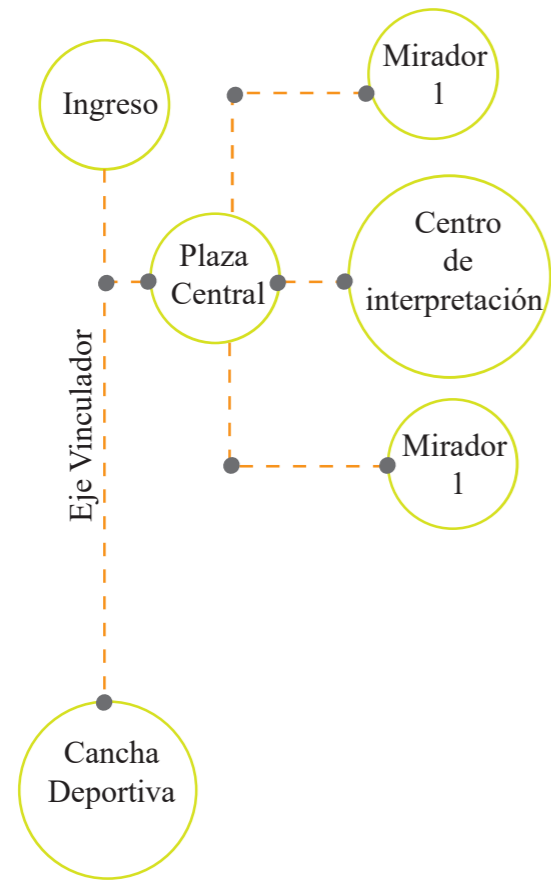 Ingreso
Mirador
1
Plaza
Central
Centro
de
interpretación
Eje Vinculador
Mirador
1
Cancha
Deportiva